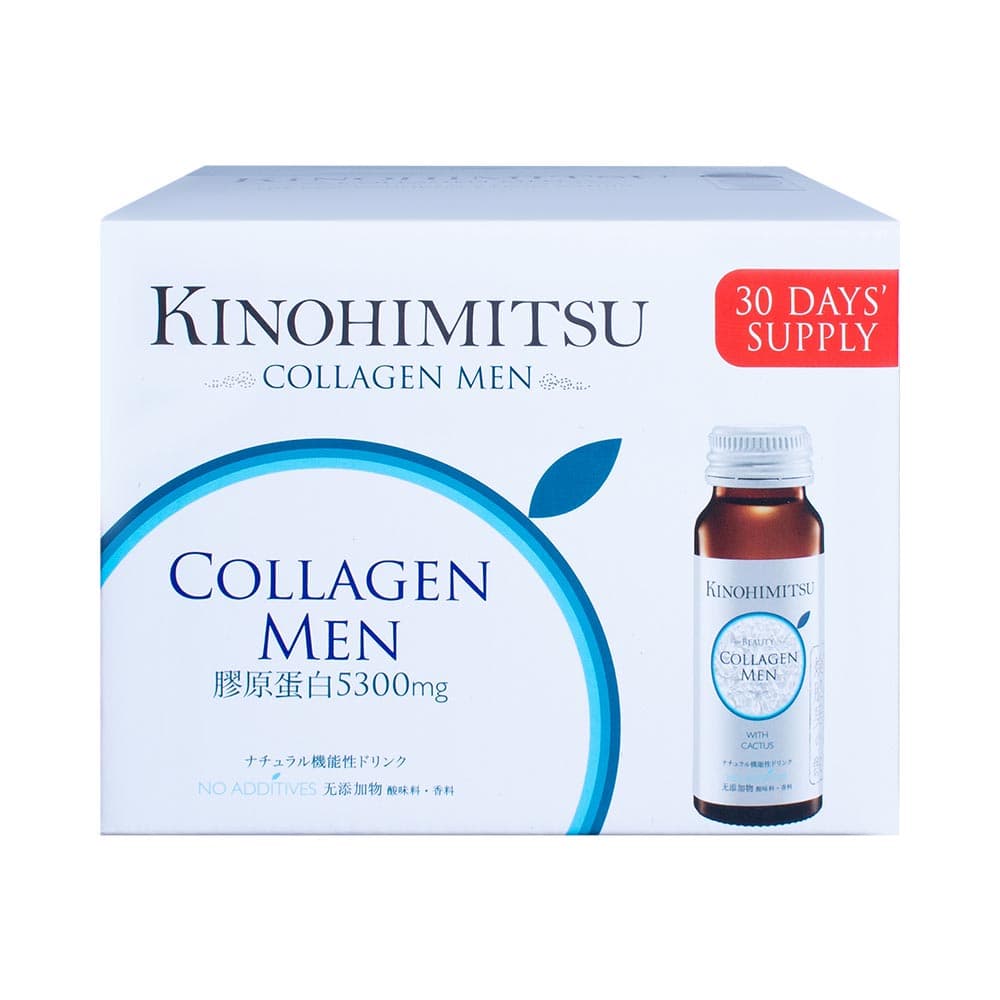 KINOHIMITSU
KINOHIMITSU
COLLAGEN MEN
30 DAYS'
SUPPLY
COLLAGEN
MEN
膠原蛋白5300mg
ナチュラル機能性ドリンク
NO ADDITIVES 无添加物 酸味料・香料
KINOHIMITSU
BEAUTY
COLLAGEN
MEN
WITH
CACTUS
ナチュラル機能性ドリンク
NO ADDITIVES
无添加物 酸味料・香料